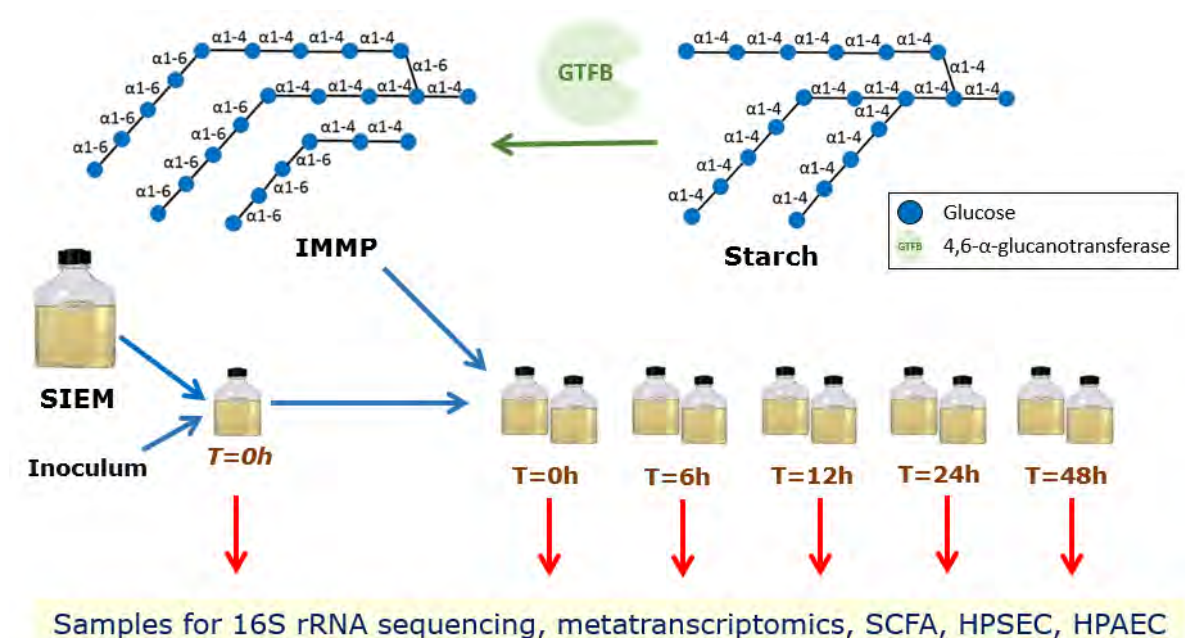 α1-4 α1-4 α1-4 α1-4
α1-6
α1-6
α1-6
α1-6
α1-6
α1-4 α1-4 α1-4 α1-4
α1-6
α1-6
α1-6
α1-6
α1-4 α1-4
α1-6
α1-6
α1-6
IMMP
GTFB
α1-4 α1-4 α1-4 α1-4 α1-4
α1-4
α1-4 α1-4 α1-4 α1-4
α1-4
α1-4
α1-4
α1-4
α1-4
α1-4
α1-4
α1-4
Starch
Glucose
GTFB 4,6-α-glucanotransferase
SIEM
Inoculum
T=0h
T=0h
T=6h
T=12h
T=24h
T=48h
Samples for 16S rRNA sequencing, metatranscriptomics, SCFA, HPSEC, HPAEC